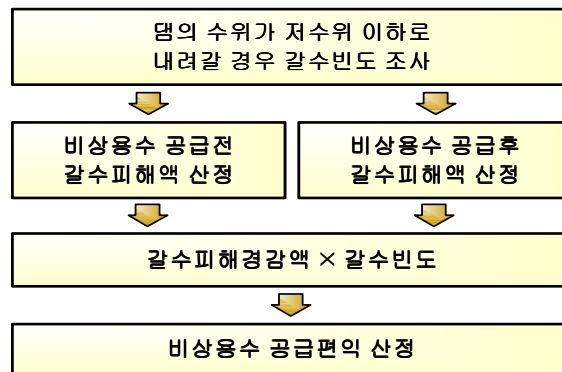 댐의 수위가 저수위 이하로
내려갈 경우 갈수빈도 조사
비상용수 공급전
갈수피해액 산정
비상용수 공급후
갈수피해액 산정
갈수피해경감액 × 갈수빈도
비상용수 공급편익 산정